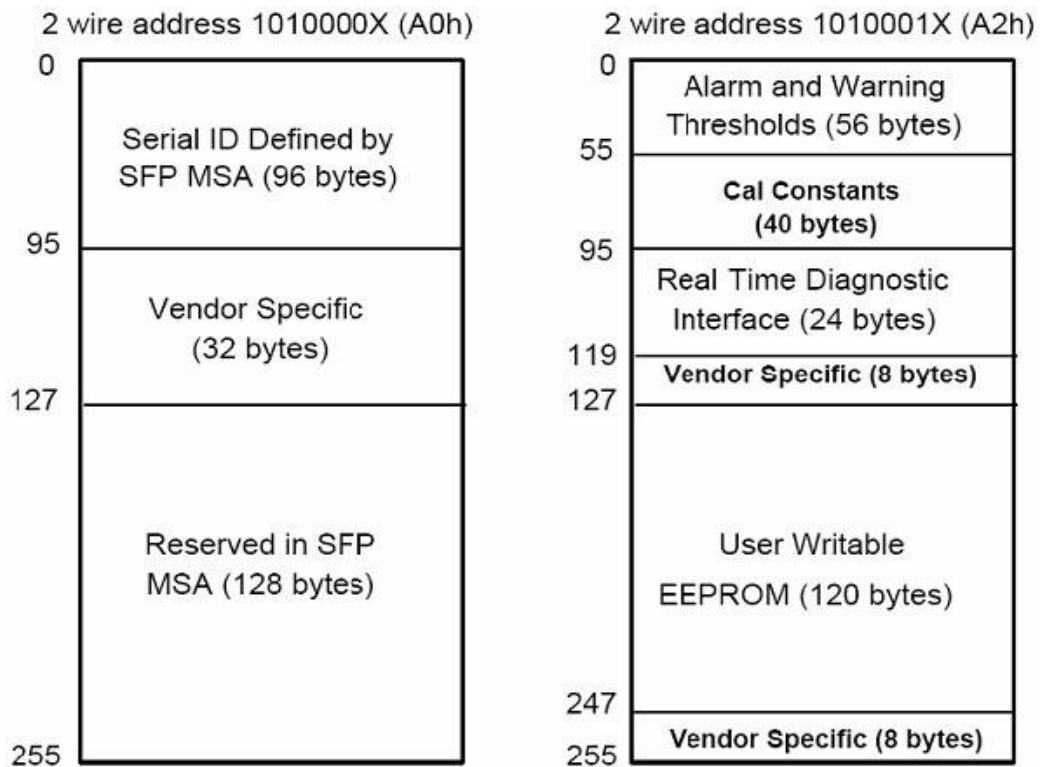 2 wire address 1010000X (A0h)
0
Serial ID Defined by
SFP MSA (96 bytes)
95
Vendor Specific
(32 bytes)
127
Reserved in SFP
MSA (128 bytes)
255
2 wire address 1010001X (A2h)
0
Alarm and Warning
Thresholds (56 bytes)
55
Cal Constants
(40 bytes)
95
Real Time Diagnostic
Interface (24 bytes)
119
Vendor Specific (8 bytes)
127
User Writable
EEPROM (120 bytes)
247
Vendor Specific (8 bytes)
255